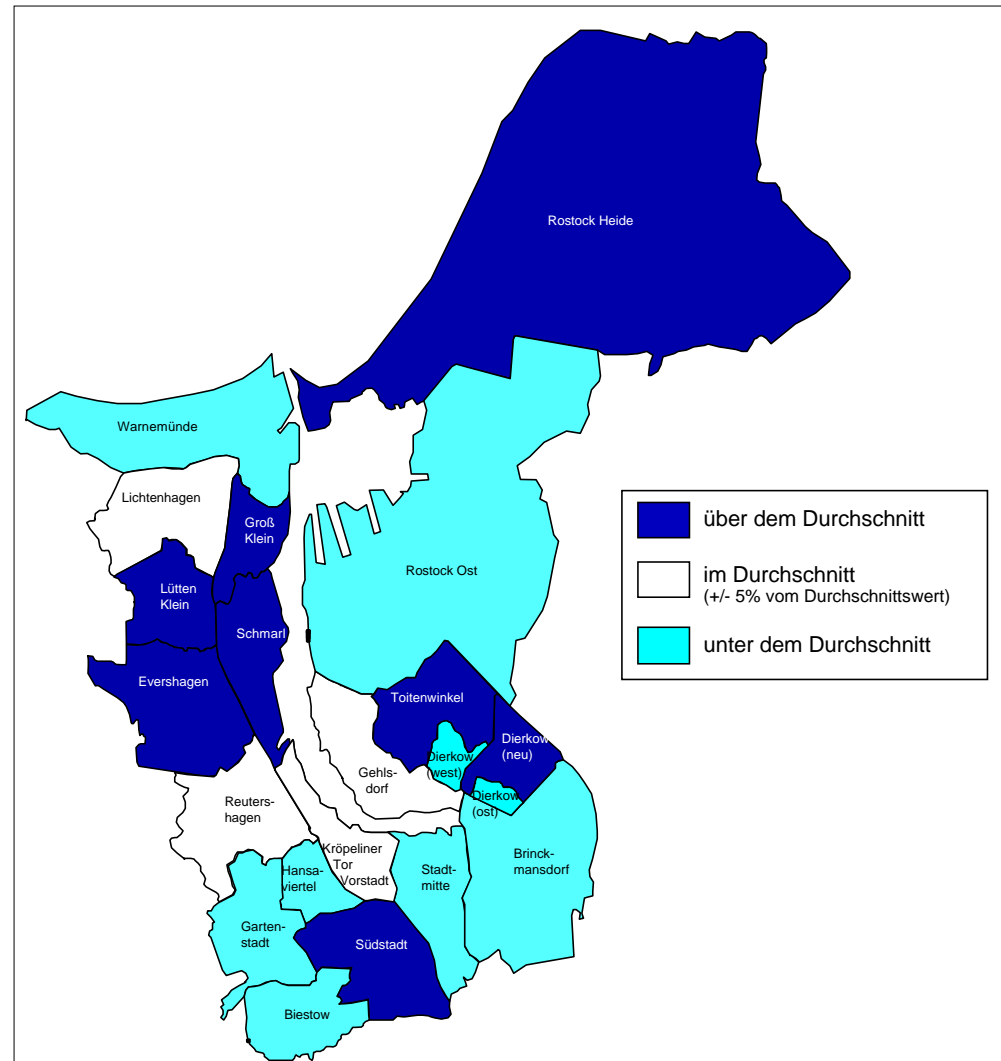 Rostock Heide
Warnemünde
Lichtenhagen
Groß
Klein
Rostock Ost
Lütten
Klein
Schmarl
Evershagen
Toitenwinkel
Dierkow
(neu)
Dierkow
(west)
Gehls-
dorf
Dierkow
(ost)
Reuters-
hagen
Kröpeliner
Tor
Vorstadt
Hansa-
viertel
Stadt-
mitte
Brinck-
mansdorf
Garten-
stadt
Südstadt
Biestow
über dem Durchschnitt
im Durchschnitt
(+/- 5% vom Durchschnittswert)
unter dem Durchschnitt